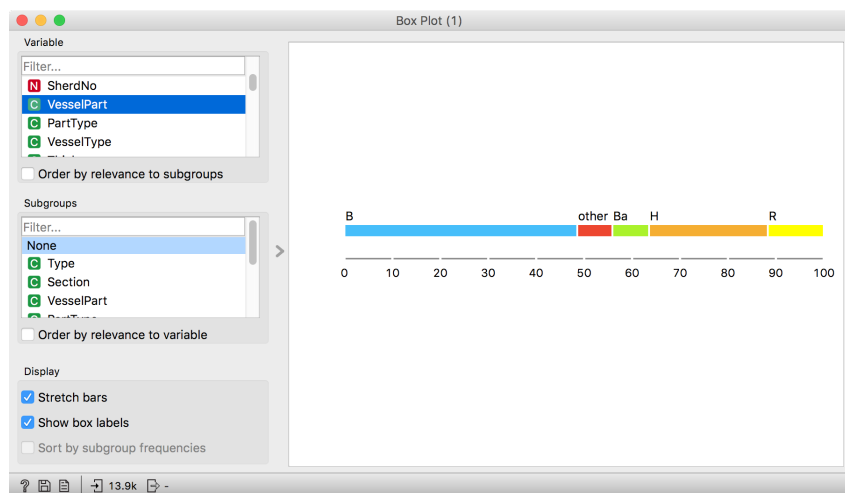 Box Plot (1)
Variable
Filter...
N SherdNo
C VesselPart
C PartType
C VesselType
Order by relevance to subgroups
Subgroups
Filter...
None
C Type
C Section
C VesselPart
Order by relevance to variable
Display
Stretch bars
Show box labels
Sort by subgroup frequencies
B other Ba H R
0 10 20 30 40 50 60 70 80 90 100
? 13.9k -